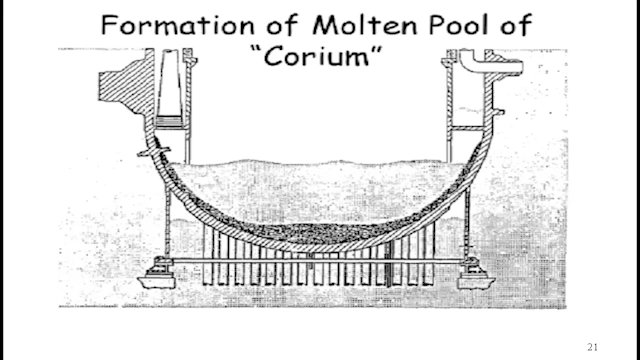 Formation of Molten Pool of
“Corium”
21